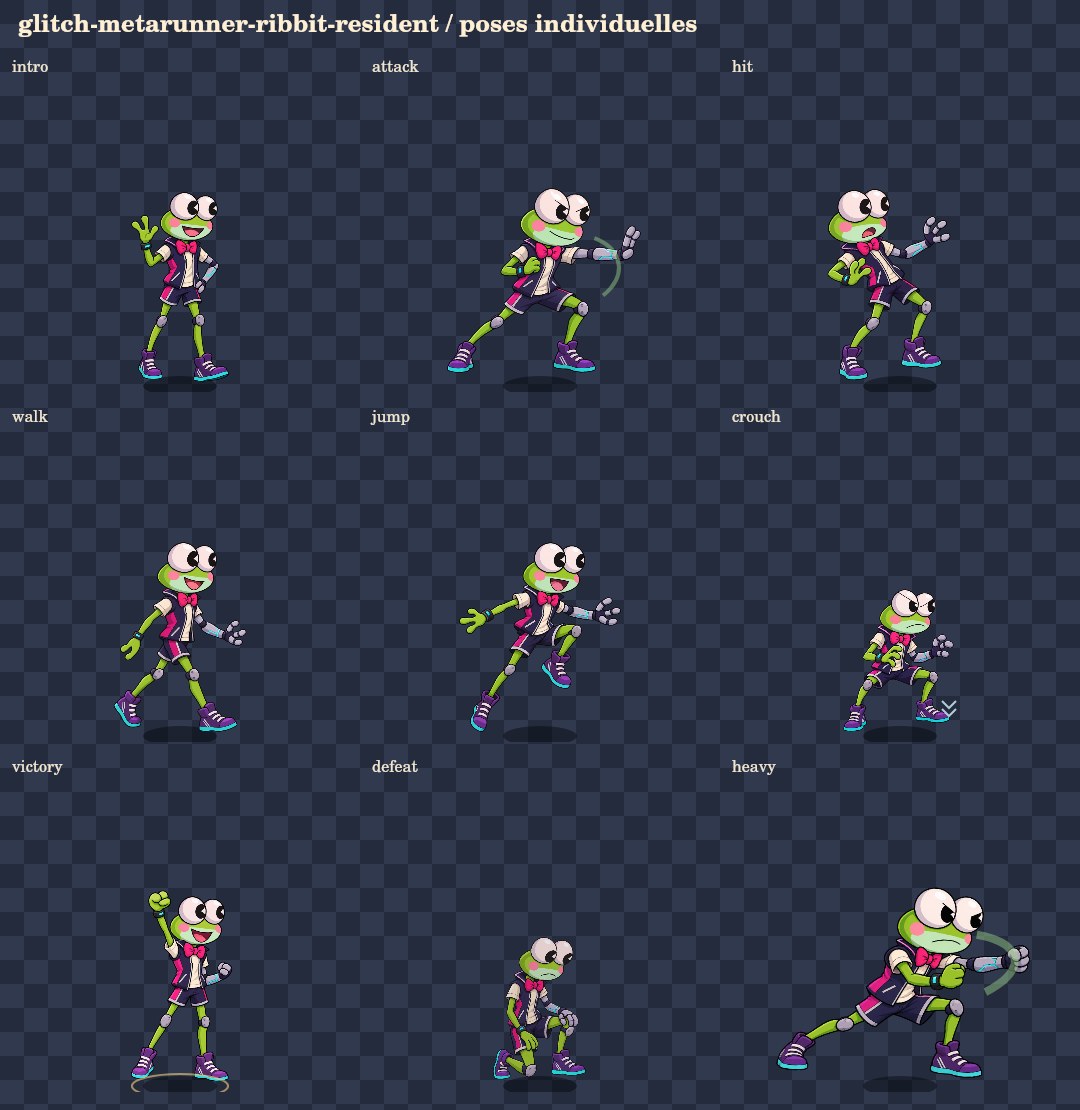 glitch-metarunner-ribbit-resident / poses individuelles
intro
attack
hit
walk
jump
crouch
victory
defeat
heavy